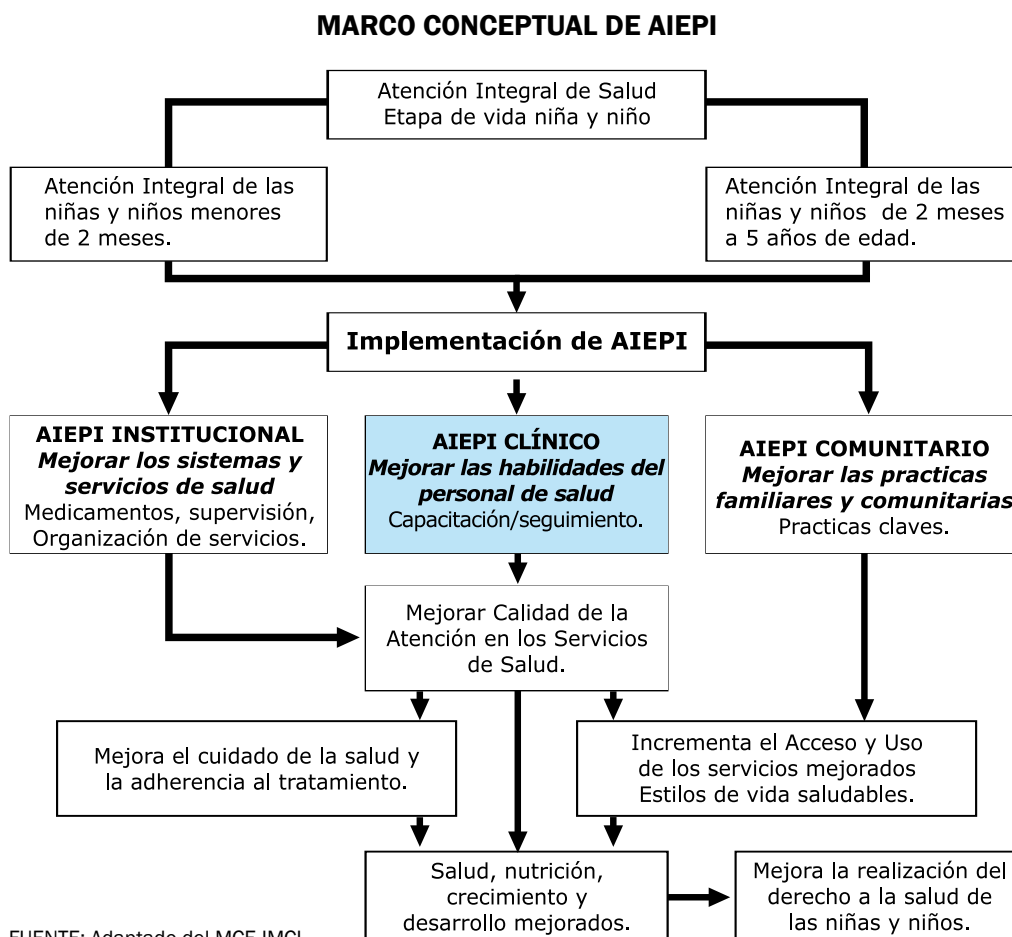 MARCO CONCEPTUAL DE AIEPI
Atención Integral de Salud
Etapa de vida niña y niño
Atención Integral de las
niñas y niños menores
de 2 meses.
Atención Integral de las
niñas y niños de 2 meses
a 5 años de edad.
Implementación de AIEPI
AIEPI INSTITUCIONAL
Mejorar los sistemas y
servicios de salud
Medicamentos, supervisión,
Organización de servicios.
AIEPI CLÍNICO
Mejorar las habilidades del
personal de salud
Capacitación/seguimiento.
AIEPI COMUNITARIO
Mejorar las practicas
familiares y comunitarias
Practicas claves.
Mejorar Calidad de la
Atención en los Servicios
de Salud.
Mejora el cuidado de la salud y
la adherencia al tratamiento.
Incrementa el Acceso y Uso
de los servicios mejorados
Estilos de vida saludables.
Salud, nutrición,
crecimiento y
desarrollo mejorados.
Mejora la realización del
derecho a la salud de
las niñas y niños.
FUENTE: Adaptado del MCE-IMCI